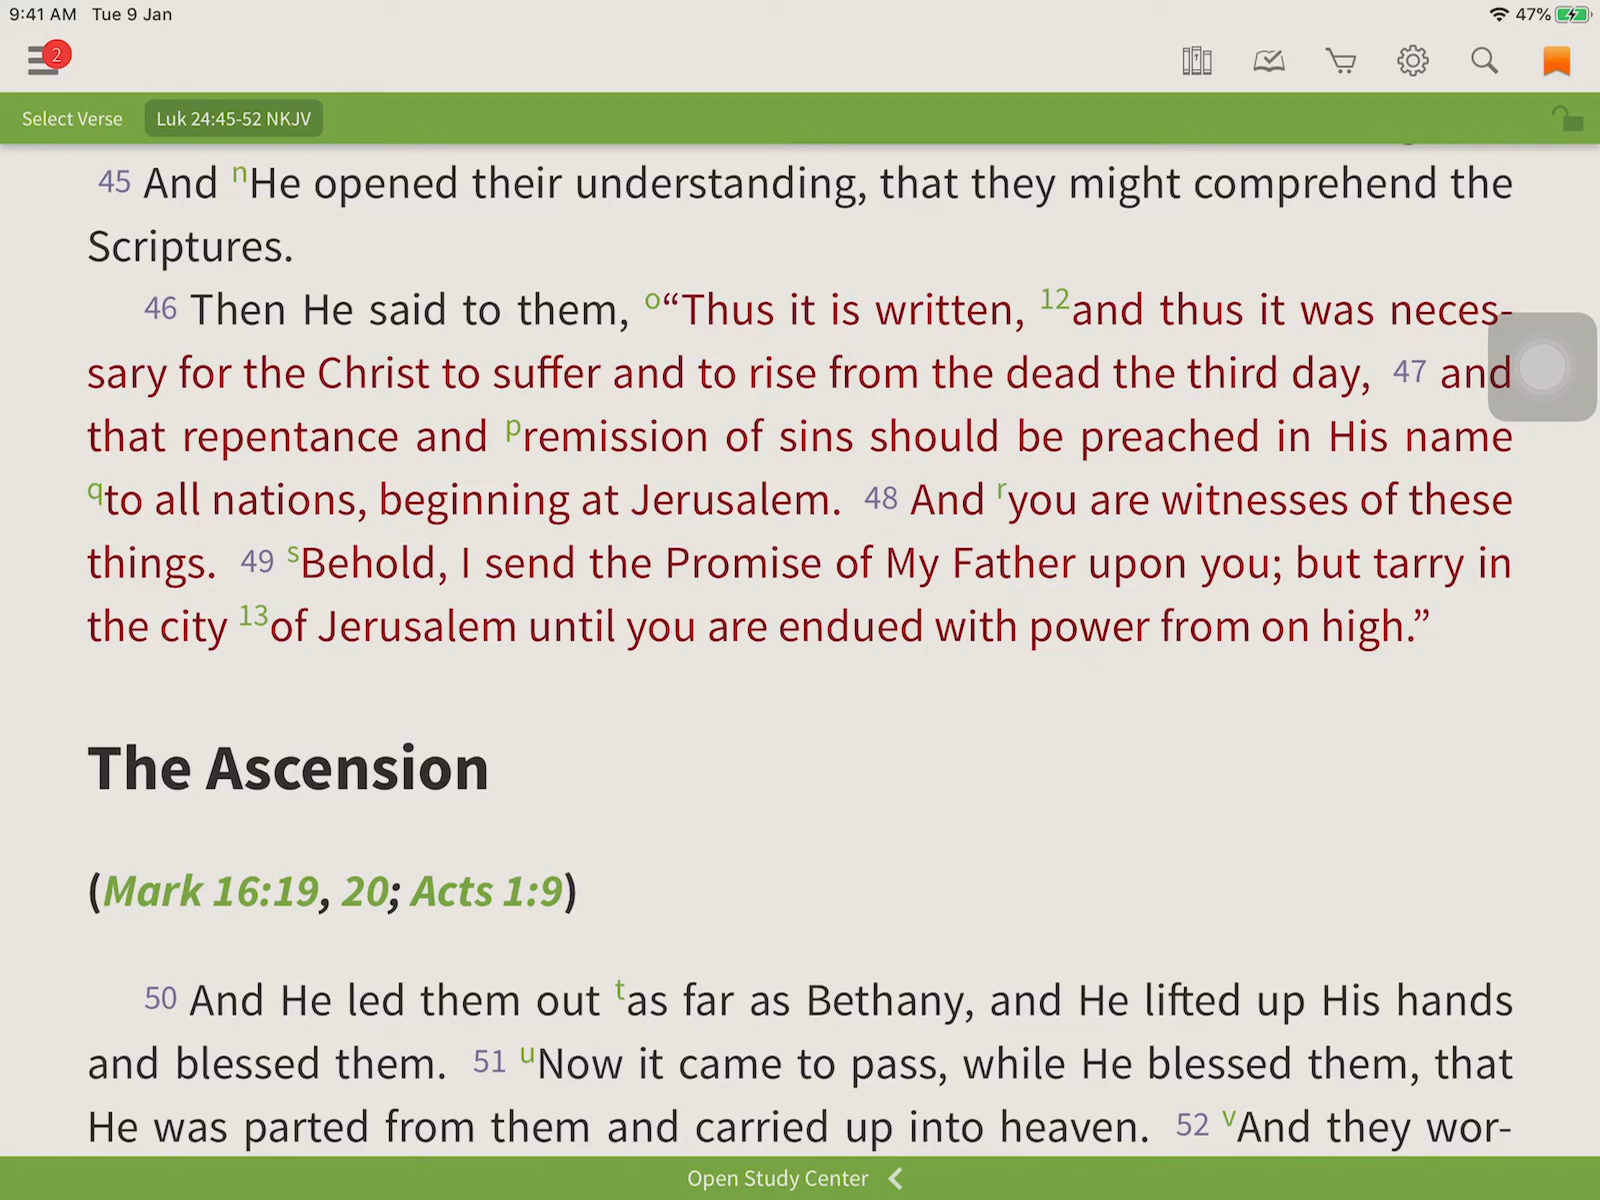 9:41 AM Tue 9 Jan 47%
2
Select Verse Luk 24:45-52 NKJV
45 And nHe opened their understanding, that they might comprehend the
Scriptures.
46 Then He said to them, o“Thus it is written, 12and thus it was neces-
sary for the Christ to suffer and to rise from the dead the third day, 47 and
that repentance and premission of sins should be preached in His name
qto all nations, beginning at Jerusalem. 48 And ryou are witnesses of these
things. 49 sBehold, I send the Promise of My Father upon you; but tarry in
the city 13of Jerusalem until you are endued with power from on high.”
The Ascension
(Mark 16:19, 20; Acts 1:9)
50 And He led them out tas far as Bethany, and He lifted up His hands
and blessed them. 51 uNow it came to pass, while He blessed them, that
He was parted from them and carried up into heaven. 52 vAnd they wor-
Open Study Center